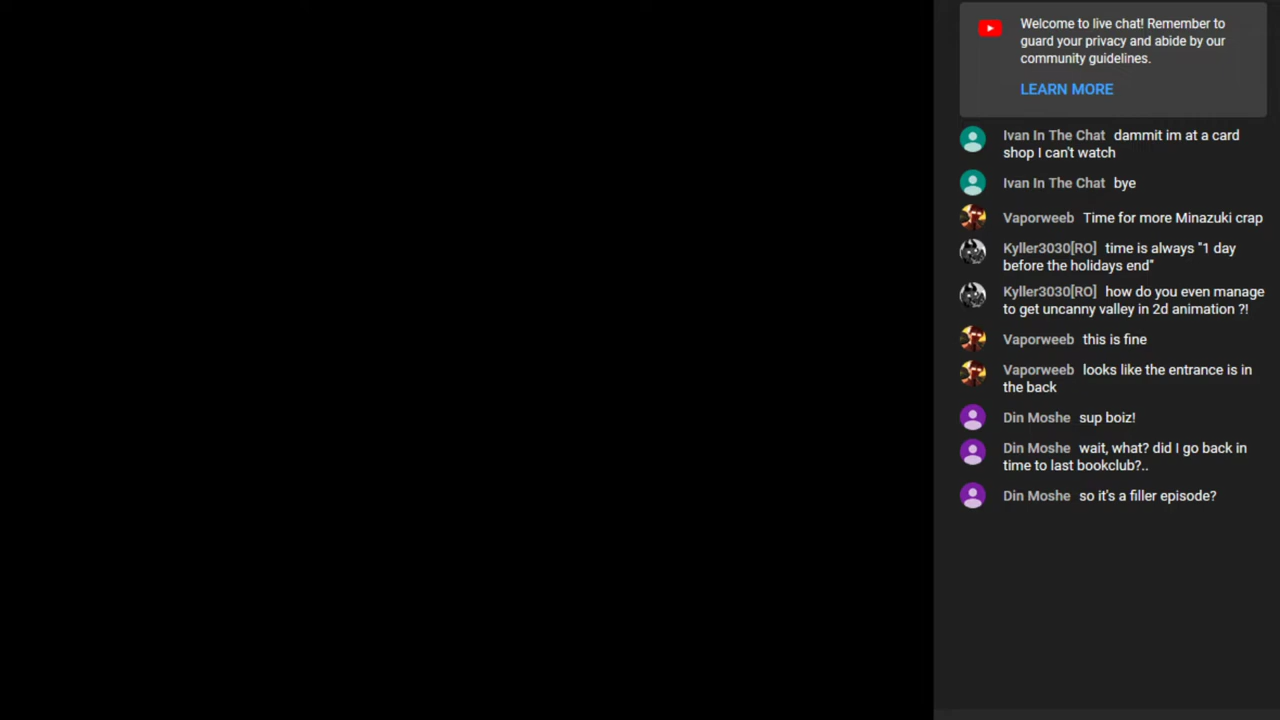 Welcome to live chat! Remember to
guard your privacy and abide by our
community guidelines.
LEARN MORE
Ivan In The Chat dammit im at a card
shop I can't watch
Ivan In The Chat bye
Vaporweeb Time for more Minazuki crap
Kyller3030[RO] time is always "1 day
before the holidays end"
Kyller3030[RO] how do you even manage
to get uncanny valley in 2d animation ?!
Vaporweeb this is fine
Vaporweeb looks like the entrance is in
the back
Din Moshe sup boiz!
Din Moshe wait, what? did I go back in
time to last bookclub?..
Din Moshe so it's a filler episode?